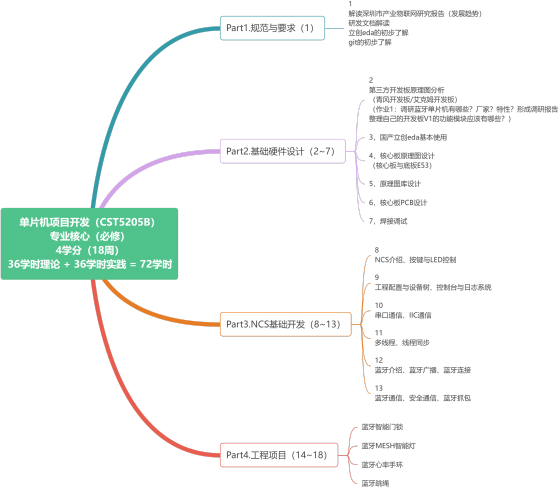 单片机项目开发（CST5205B）
专业核心（必修）
4学分（18周）
36学时理论 + 36学时实践 = 72学时
Part1.规范与要求（1）
1
解读深圳市产业物联网研究报告（发展趋势）
研发文档解读
立创eda的初步了解
git的初步了解
Part2.基础硬件设计（2~7）
2
第三方开发板原理图分析
（青风开发板/艾克姆开发板）
（作业1：调研蓝牙单片机有哪些？厂家？特性？形成调研报告
整理自己的开发板V1的功能模块应该有哪些？）
3、国产立创eda基本使用
4、核心板原理图设计
（核心板与底板E53）
5、原理图库设计
6、核心板PCB设计
7、焊接调试
Part3.NCS基础开发（8~13）
8
NCS介绍、按键与LED控制
9
工程配置与设备树、控制台与日志系统
10
串口通信、IIC通信
11
多线程、线程同步
12
蓝牙介绍、蓝牙广播、蓝牙连接
13
蓝牙通信、安全通信、蓝牙抓包
Part4.工程项目（14~18）
蓝牙智能门锁
蓝牙MESH智能灯
蓝牙心率手环
蓝牙跳绳